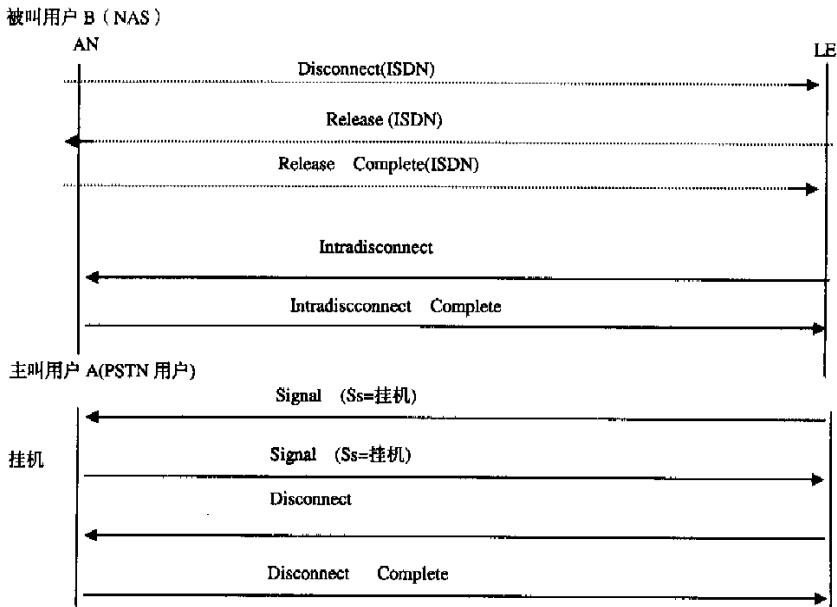 被叫用户 B（NAS）
AN LE
Disconnect(ISDN)
Release (ISDN)
Release Complete(ISDN)
Intradisconnect
Intradiscconnect Complete
主叫用户 A(PSTN 用户)
Signal (Ss=挂机)
挂机 Signal (Ss=挂机)
Disconnect
Disconnect Complete